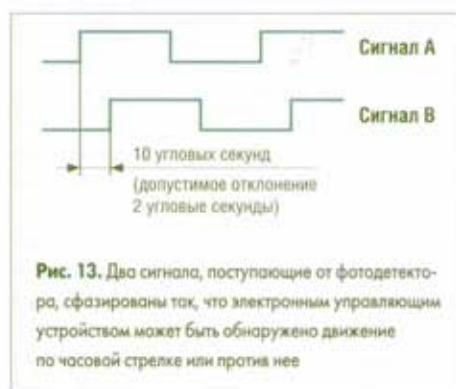 Сигнал A
Сигнал B
10 угловых секунд
(допустимое отклонение
2 угловые секунды)
Рис. 13. Два сигнала, поступающие от фотодетекто-
ра, сфазированы так, что электронным управляющим
устройством может быть обнаружено движение
по часовой стрелке или против нее